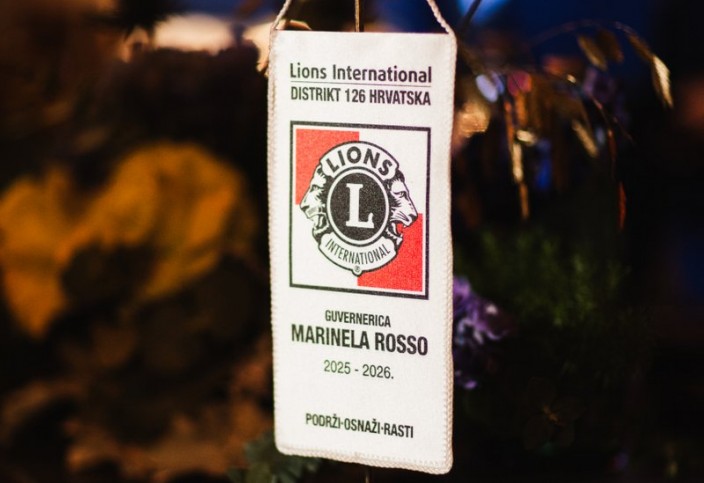 Lions International
DISTRIKT 126 HRVATSKA
LIONS
L
INTERNATIONAL
®
GUVERNERICA
MARINELA ROSSO
2025 - 2026.
PODRŽI·OSNAŽI·RASTI